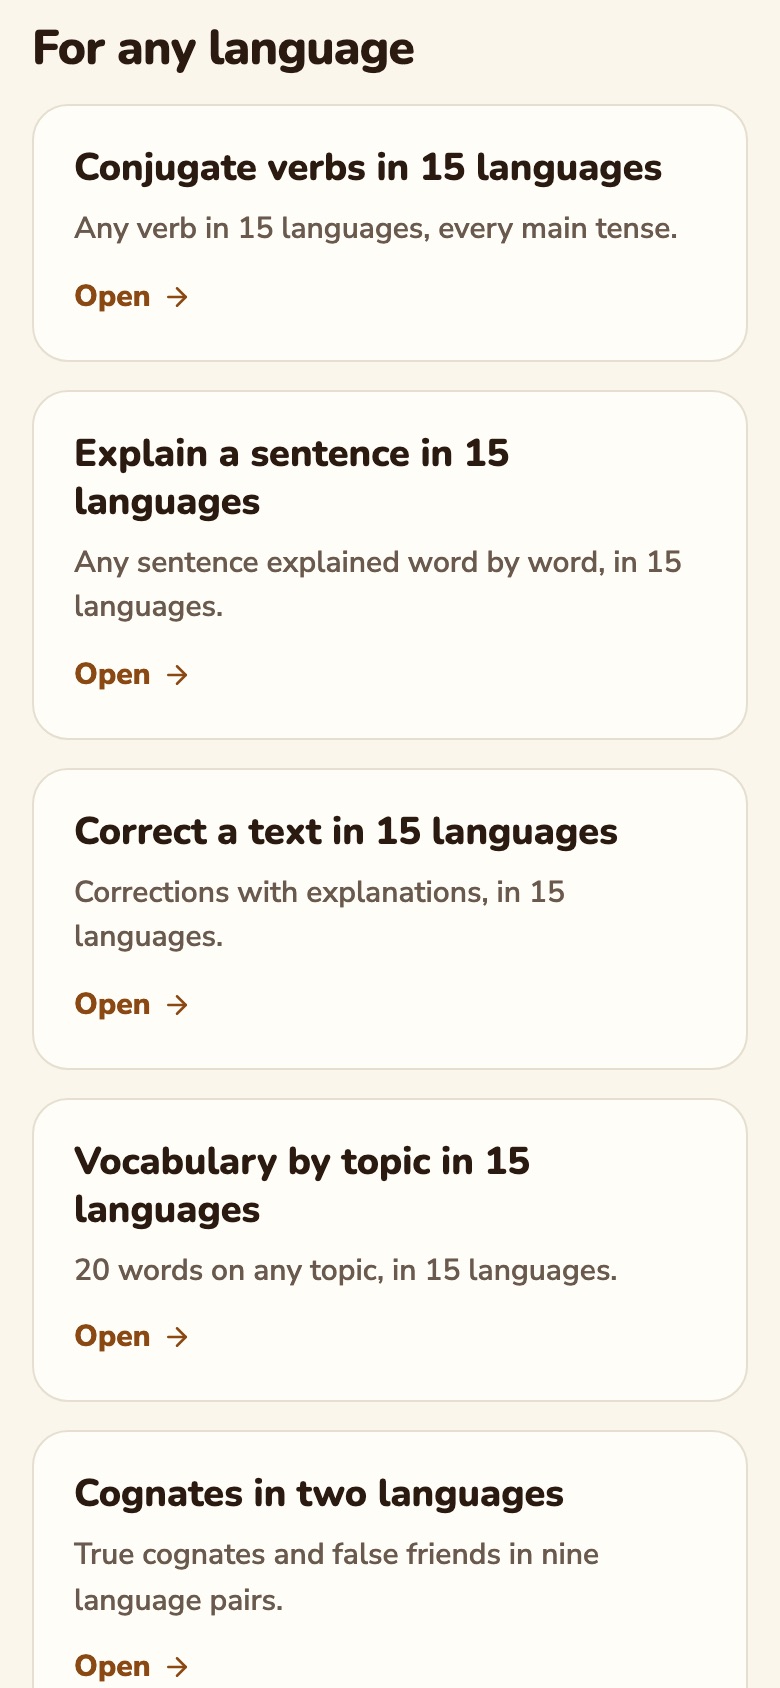 For any language
Conjugate verbs in 15 languages
Any verb in 15 languages, every main tense.
Open →
Explain a sentence in 15
languages
Any sentence explained word by word, in 15
languages.
Open →
Correct a text in 15 languages
Corrections with explanations, in 15
languages.
Open →
Vocabulary by topic in 15
languages
20 words on any topic, in 15 languages.
Open →
Cognates in two languages
True cognates and false friends in nine
language pairs.
Open →